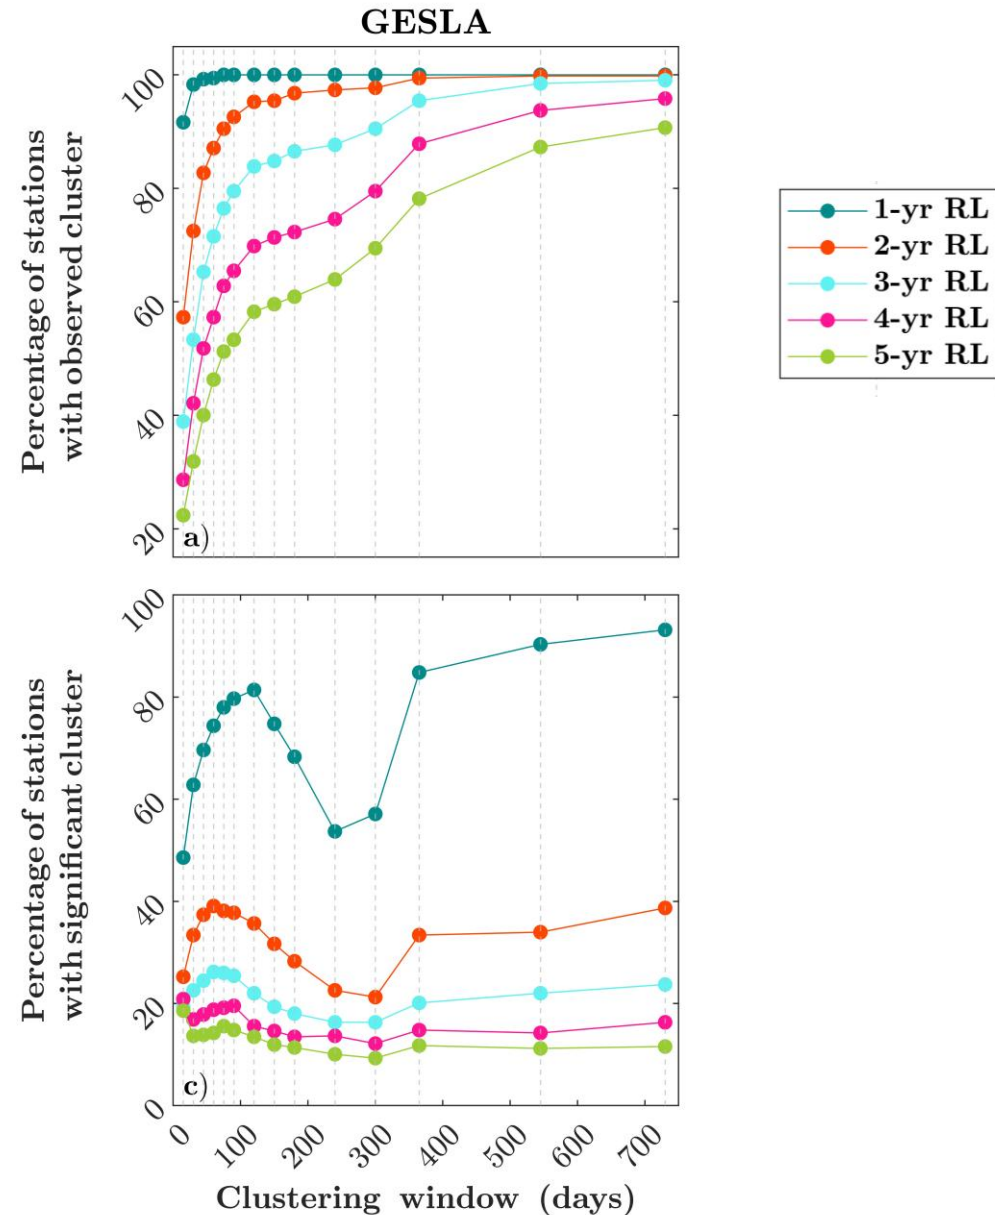 GESLA
Percentage of stations
with observed cluster
100
80
60
40
20
a)
1-yr RL
2-yr RL
3-yr RL
4-yr RL
5-yr RL
Percentage of stations
with significant cluster
100
80
60
40
20
0
c)
0 100 200 300 400 500 600 700
Clustering window (days)